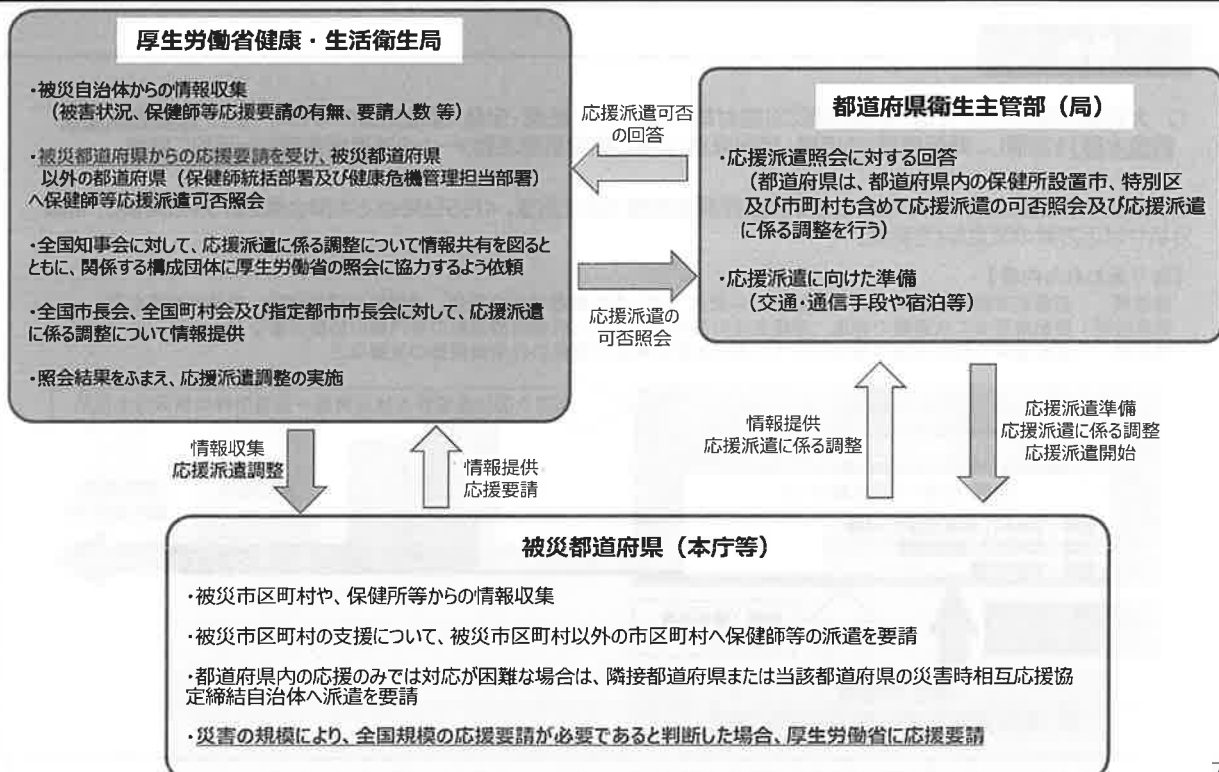 厚生労働省健康・生活衛生局
・被災自治体からの情報収集
（被害状況、保健師等応援要請の有無、要請人数 等）
・被災都道府県からの応援要請を受け、被災都道府県
以外の都道府県（保健師統括部署及び健康危機管理担当部署）
へ保健師等応援派遣可否照会
・全国知事会に対して、応援派遣に係る調整について情報共有を図ると
ともに、関係する構成団体に厚生労働省の照会に協力するよう依頼
・全国市長会、全国町村会及び指定都市市長会に対して、応援派遣
に係る調整について情報提供
・照会結果をふまえ、応援派遣調整の実施
応援派遣可否
の回答
応援派遣の
可否照会
都道府県衛生主管部（局）
・応援派遣照会に対する回答
（都道府県は、都道府県内の保健所設置市、特別区
及び市町村も含めて応援派遣の可否照会及び応援派遣
に係る調整を行う）
・応援派遣に向けた準備
（交通・通信手段や宿泊等）
情報収集
応援派遣調整
情報提供
応援要請
情報提供
応援派遣に係る調整
応援派遣準備
応援派遣に係る調整
応援派遣開始
被災都道府県（本庁等）
・被災市区町村や、保健所等からの情報収集
・被災市区町村の支援について、被災市区町村以外の市区町村へ保健師等の派遣を要請
・都道府県内の応援のみでは対応が困難な場合は、隣接都道府県または当該都道府県の災害時相互応援協
定締結自治体へ派遣を要請
・災害の規模により、全国規模の応援要請が必要であると判断した場合、厚生労働省に応援要請